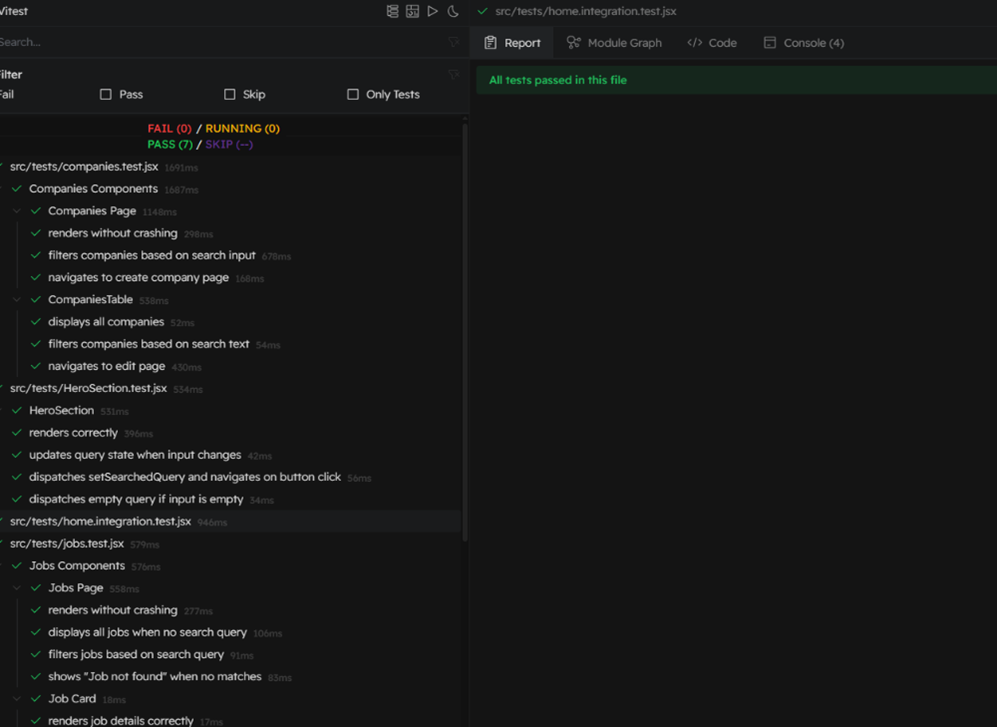 Vitest
Search...
Filter
Fail Pass Skip Only Tests
FAIL (0) / RUNNING (0)
PASS (7) / SKIP (--)
src/tests/companies.test.jsx 1691ms
Companies Components 1687ms
Companies Page 1148ms
renders without crashing 298ms
filters companies based on search input 678ms
navigates to create company page 168ms
CompaniesTable 538ms
displays all companies 52ms
filters companies based on search text 54ms
navigates to edit page 430ms
src/tests/HeroSection.test.jsx 534ms
HeroSection 531ms
renders correctly 396ms
updates query state when input changes 42ms
dispatches setSearchedQuery and navigates on button click 56ms
dispatches empty query if input is empty 34ms
src/tests/home.integration.test.jsx 946ms
src/tests/jobs.test.jsx 579ms
Jobs Components 576ms
Jobs Page 558ms
renders without crashing 277ms
displays all jobs when no search query 106ms
filters jobs based on search query 91ms
shows "Job not found" when no matches 83ms
Job Card 18ms
renders job details correctly 17ms
src/tests/home.integration.test.jsx
Report Module Graph </> Code Console (4)
All tests passed in this file